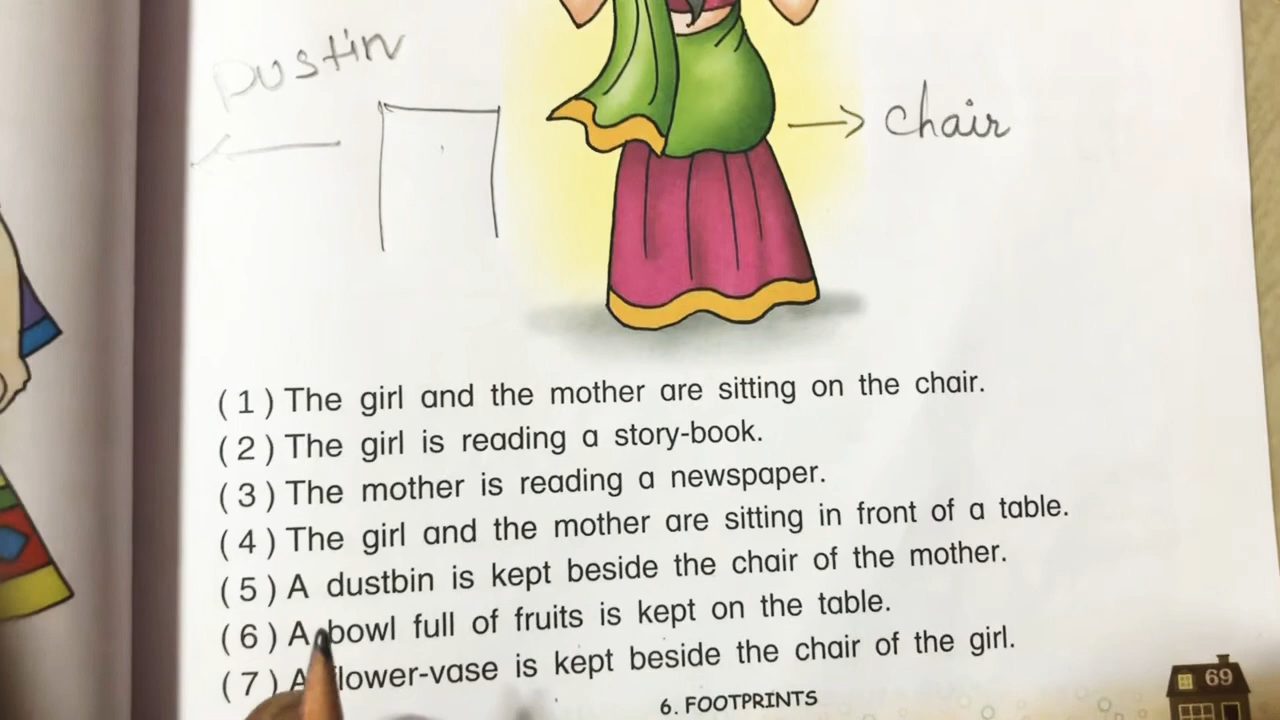 Dustin
→ chair
(1) The girl and the mother are sitting on the chair.
(2) The girl is reading a story-book.
(3) The mother is reading a newspaper.
(4) The girl and the mother are sitting in front of a table.
(5) A dustbin is kept beside the chair of the mother.
(6) A bowl full of fruits is kept on the table.
(7) A flower-vase is kept beside the chair of the girl.
6. FOOTPRINTS
69